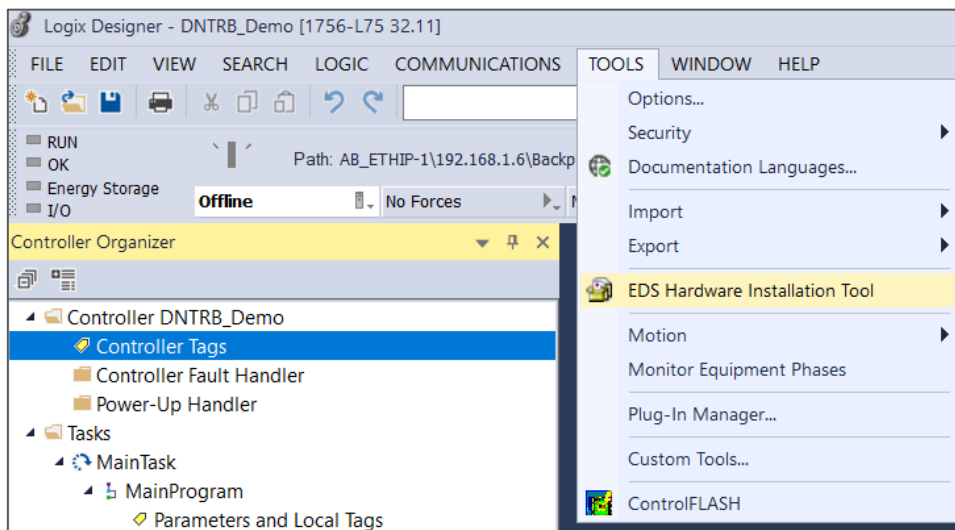 Logix Designer - DNTRB_Demo [1756-L75 32.11]
FILE EDIT VIEW SEARCH LOGIC COMMUNICATIONS TOOLS WINDOW HELP
RUN
OK
Energy Storage
I/O
Path: AB_ETHIP-1\192.168.1.6\Backp
Offline
No Forces
Controller Organizer
Controller DNTRB_Demo
Controller Tags
Controller Fault Handler
Power-Up Handler
Tasks
MainTask
MainProgram
Parameters and Local Tags
Options...
Security
Documentation Languages...
Import
Export
EDS Hardware Installation Tool
Motion
Monitor Equipment Phases
Plug-In Manager...
Custom Tools...
ControlFLASH